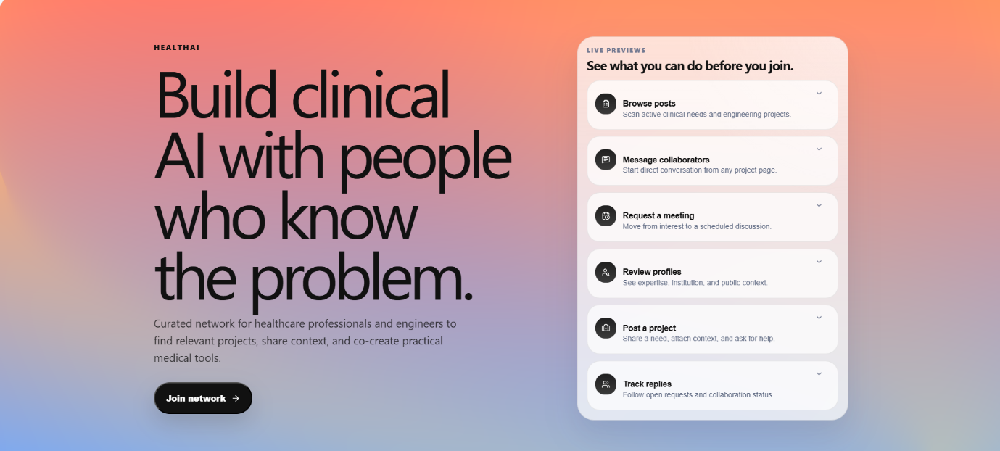 HEALTHAI
Build clinical
AI with people
who know
the problem.
Curated network for healthcare professionals and engineers to
find relevant projects, share context, and co-create practical
medical tools.
Join network
LIVE PREVIEWS
See what you can do before you join.
Browse posts
Scan active clinical needs and engineering projects.
Message collaborators
Start direct conversation from any project page.
Request a meeting
Move from interest to a scheduled discussion.
Review profiles
See expertise, institution, and public context.
Post a project
Share a need, attach context, and ask for help.
Track replies
Follow open requests and collaboration status.